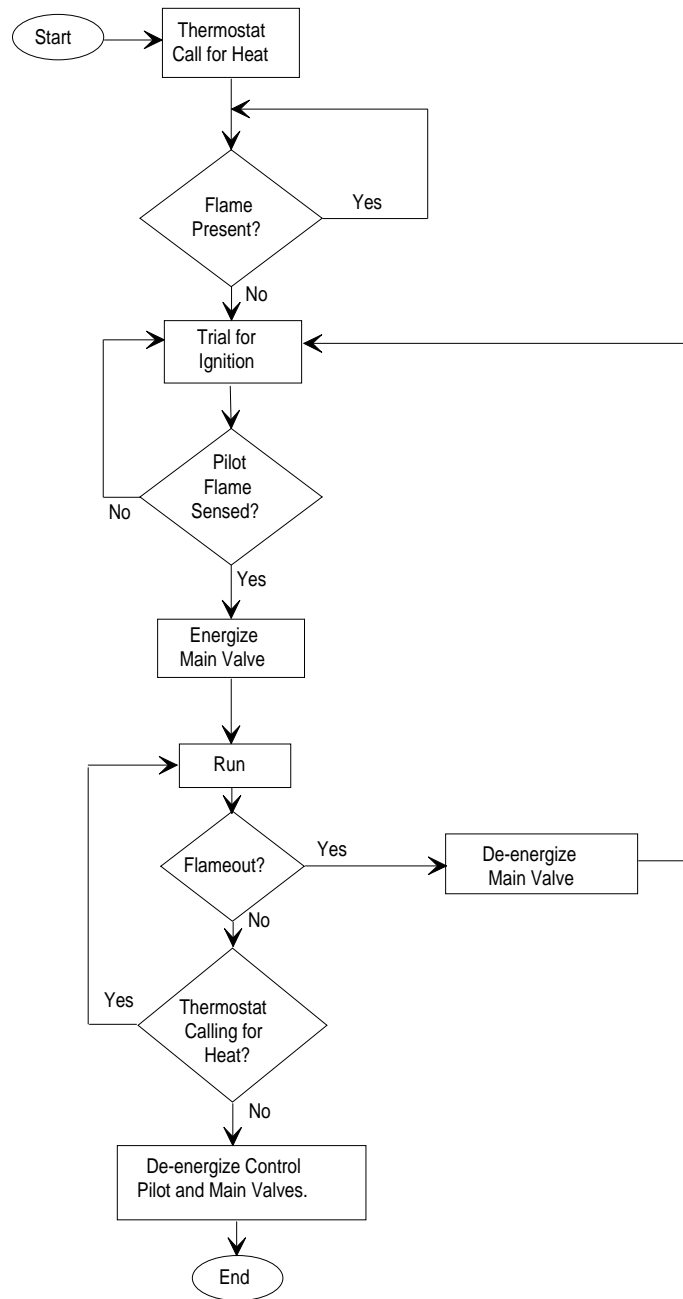 Start
Thermostat
Call for Heat
Flame
Present?
Yes
No
Trial for
Ignition
Pilot
Flame
Sensed?
No
Yes
Energize
Main Valve
Run
Flameout?
Yes
De-energize
Main Valve
No
Yes
Thermostat
Calling for
Heat?
No
De-energize Control
Pilot and Main Valves.
End